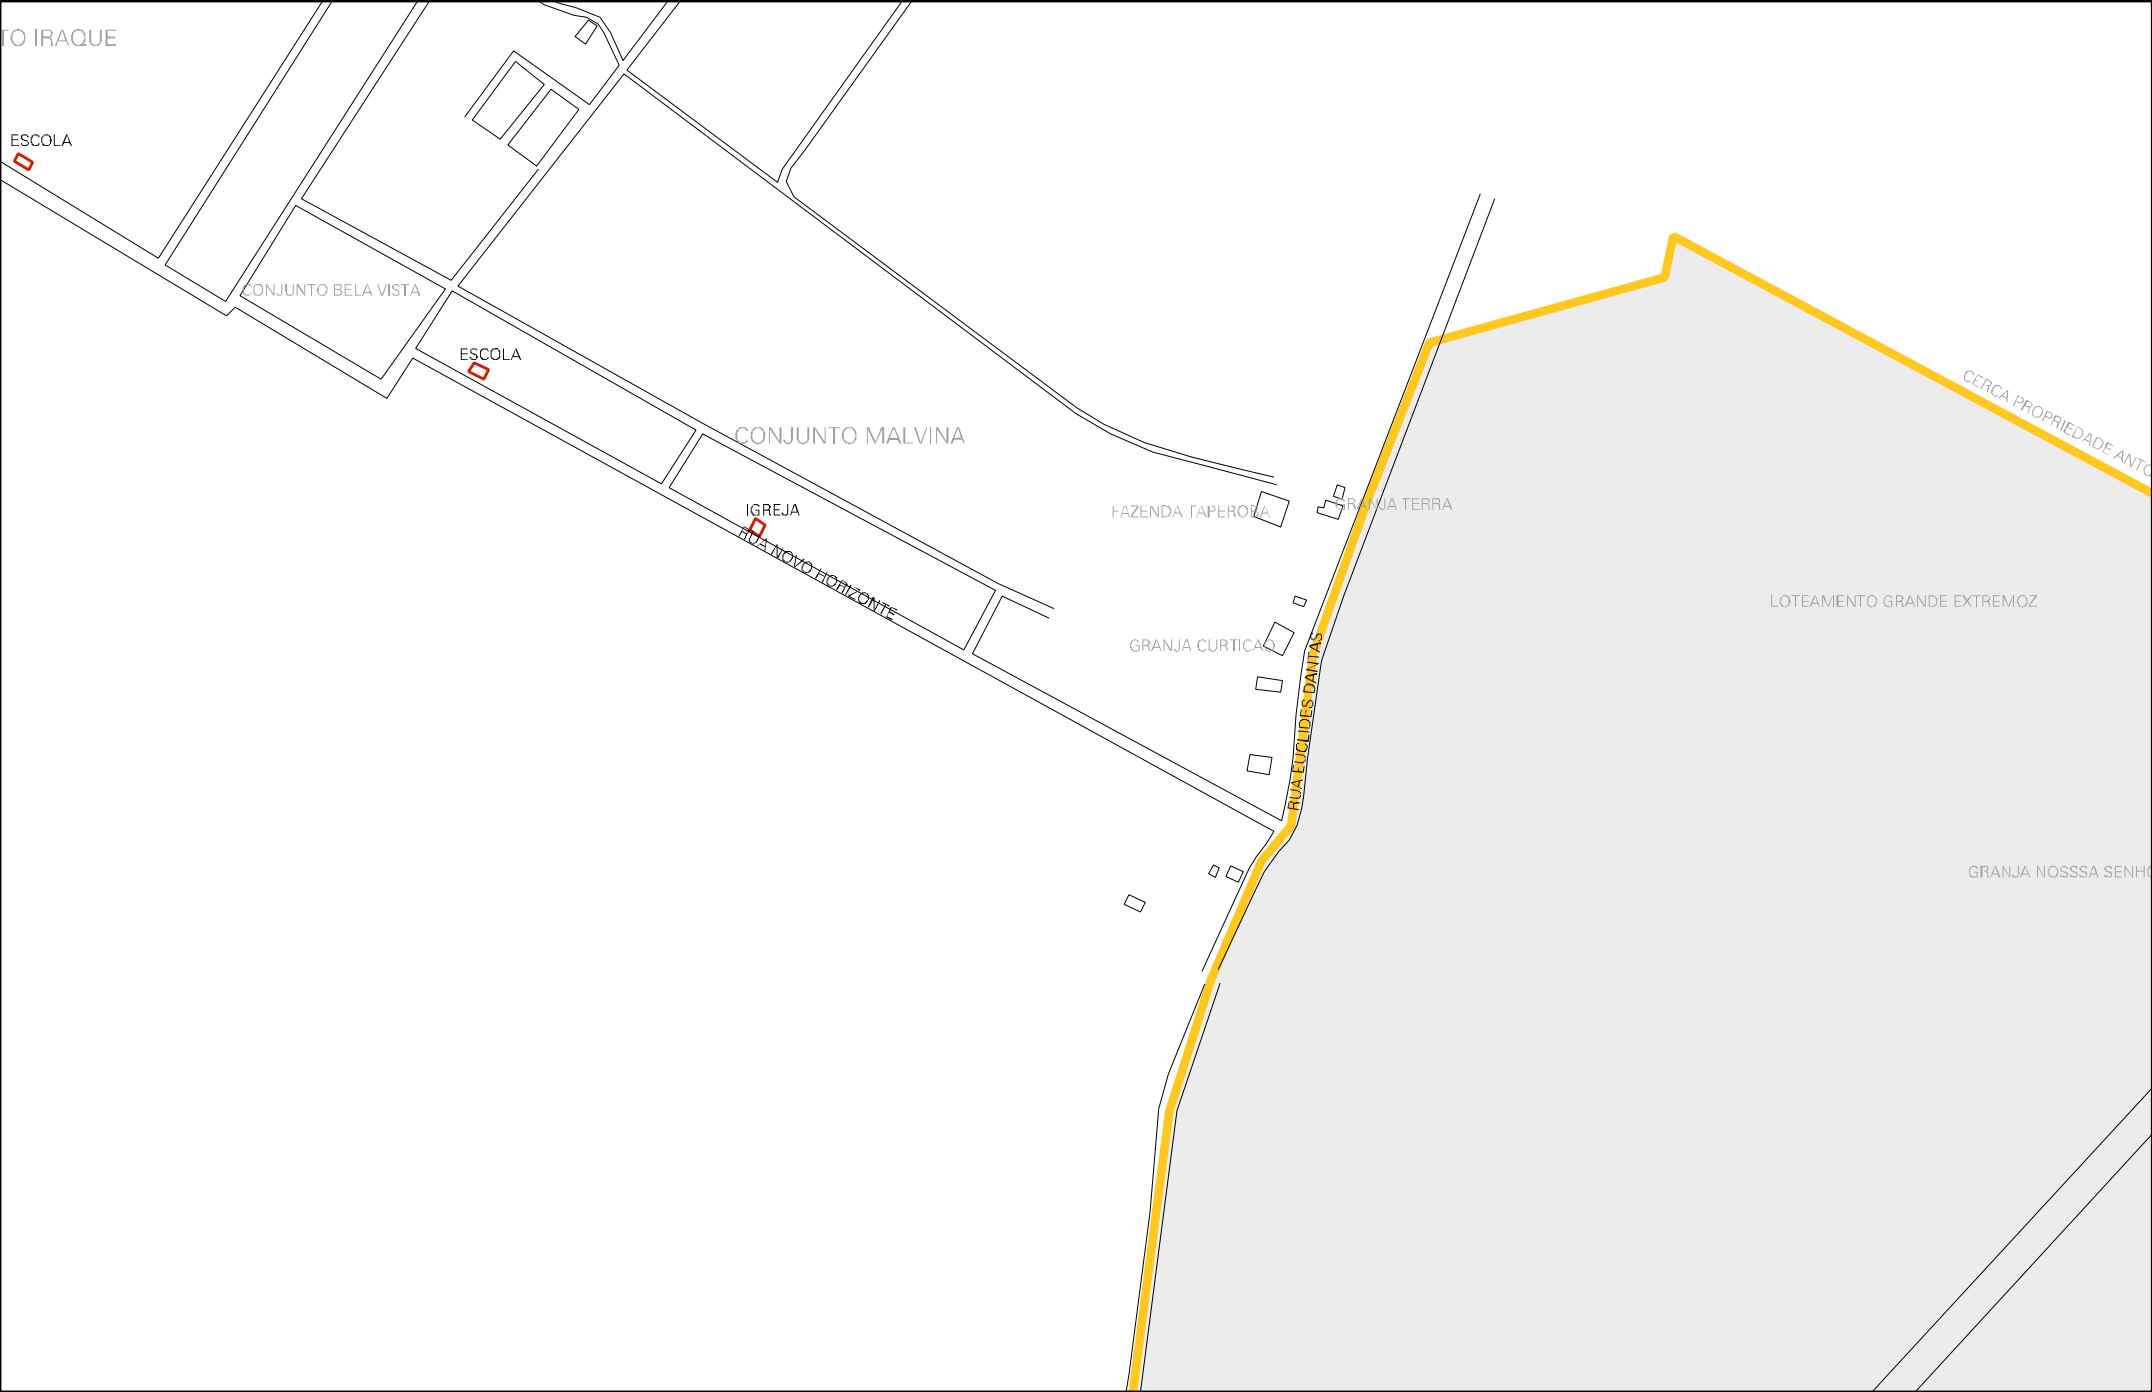 TO IRAQUE
ESCOLA
CONJUNTO BELA VISTA
ESCOLA
CERCA PROPRIEDADE ANTO
CONJUNTO MALVINA
IGREJA
RUA NOVO HORIZONTE
FAZENDA TAPEROBA
GRANJA TERRA
LOTEAMENTO GRANDE EXTREMOZ
GRANJA CURTICAO
RUA EUCLIDES DANTAS
GRANJA NOSSSA SENHO